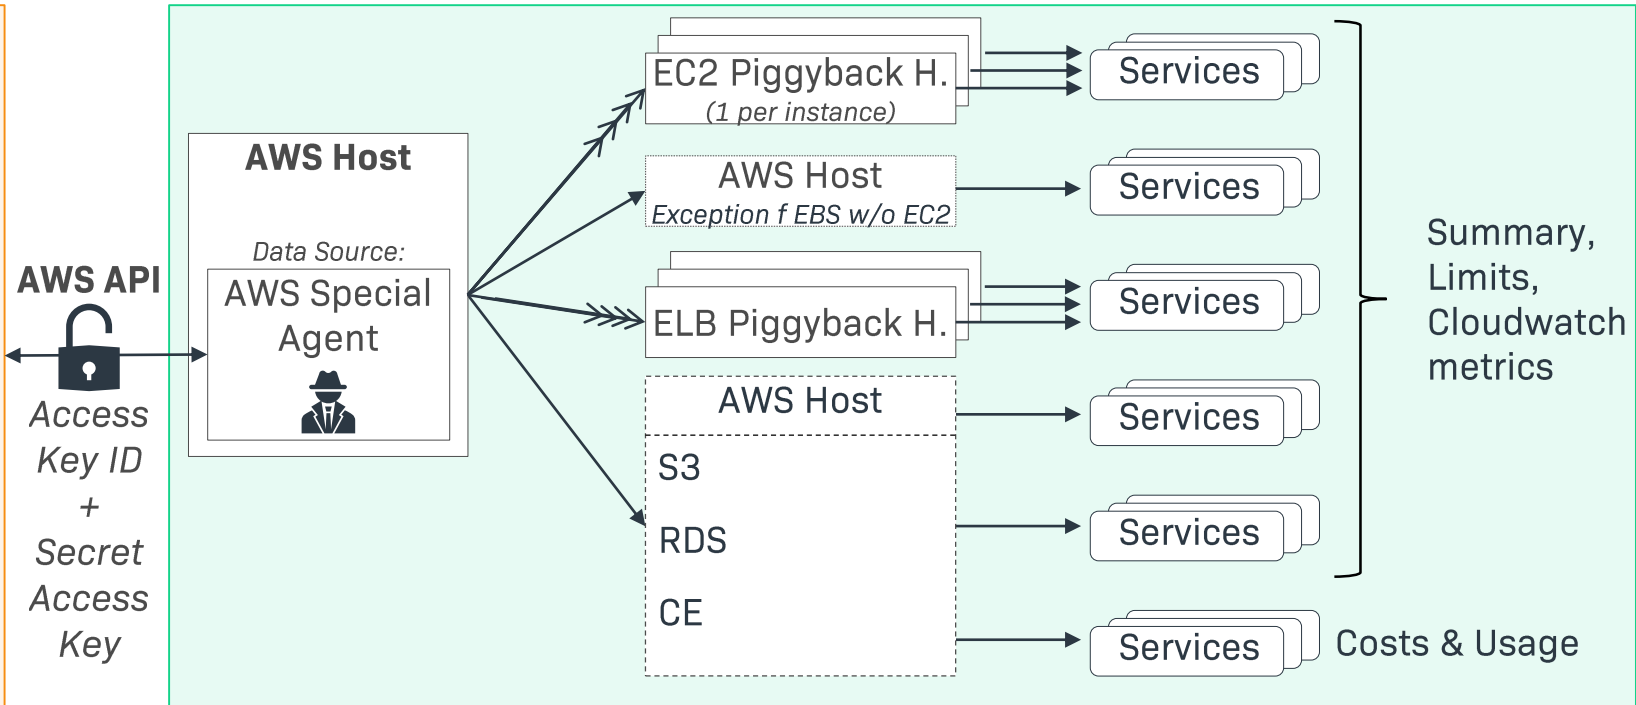 AWS API
Access
Key ID
+
Secret
Access
Key
AWS Host
Data Source:
AWS Special
Agent
EC2 Piggyback H.
(1 per instance)
AWS Host
Exception f EBS w/o EC2
ELB Piggyback H.
AWS Host
S3
RDS
CE
Services
Services
Services
Services
Services
Services
Summary,
Limits,
Cloudwatch
metrics
Costs & Usage